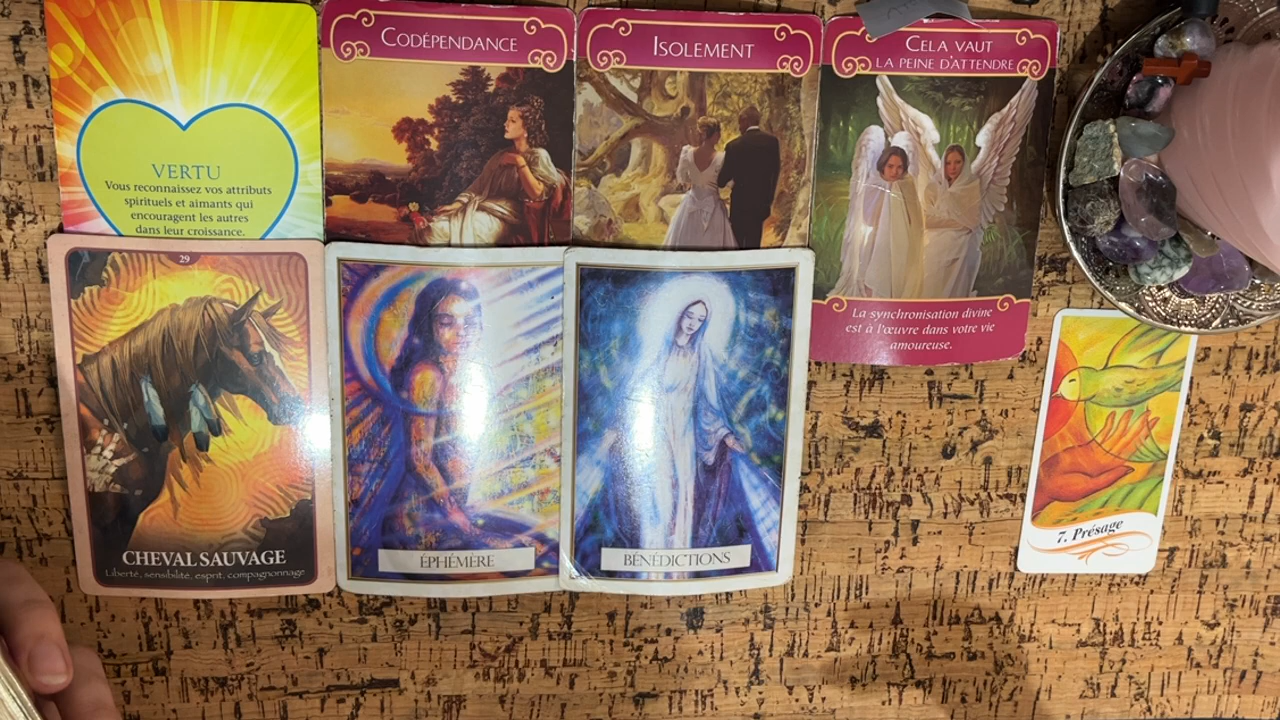 VERTU
Vous reconnaissez vos attributs
spirituels et aimants qui
encouragent les autres
dans leur croissance.
CODÉPENDANCE
ISOLEMENT
CELA VAUT
LA PEINE D'ATTENDRE
La synchronisation divine
est à l'œuvre dans votre vie
amoureuse.
29
CHEVAL SAUVAGE
Liberté, sensibilité, esprit, compagnonnage
ÉPHÉMÈRE
BÉNÉDICTIONS
7. Présage